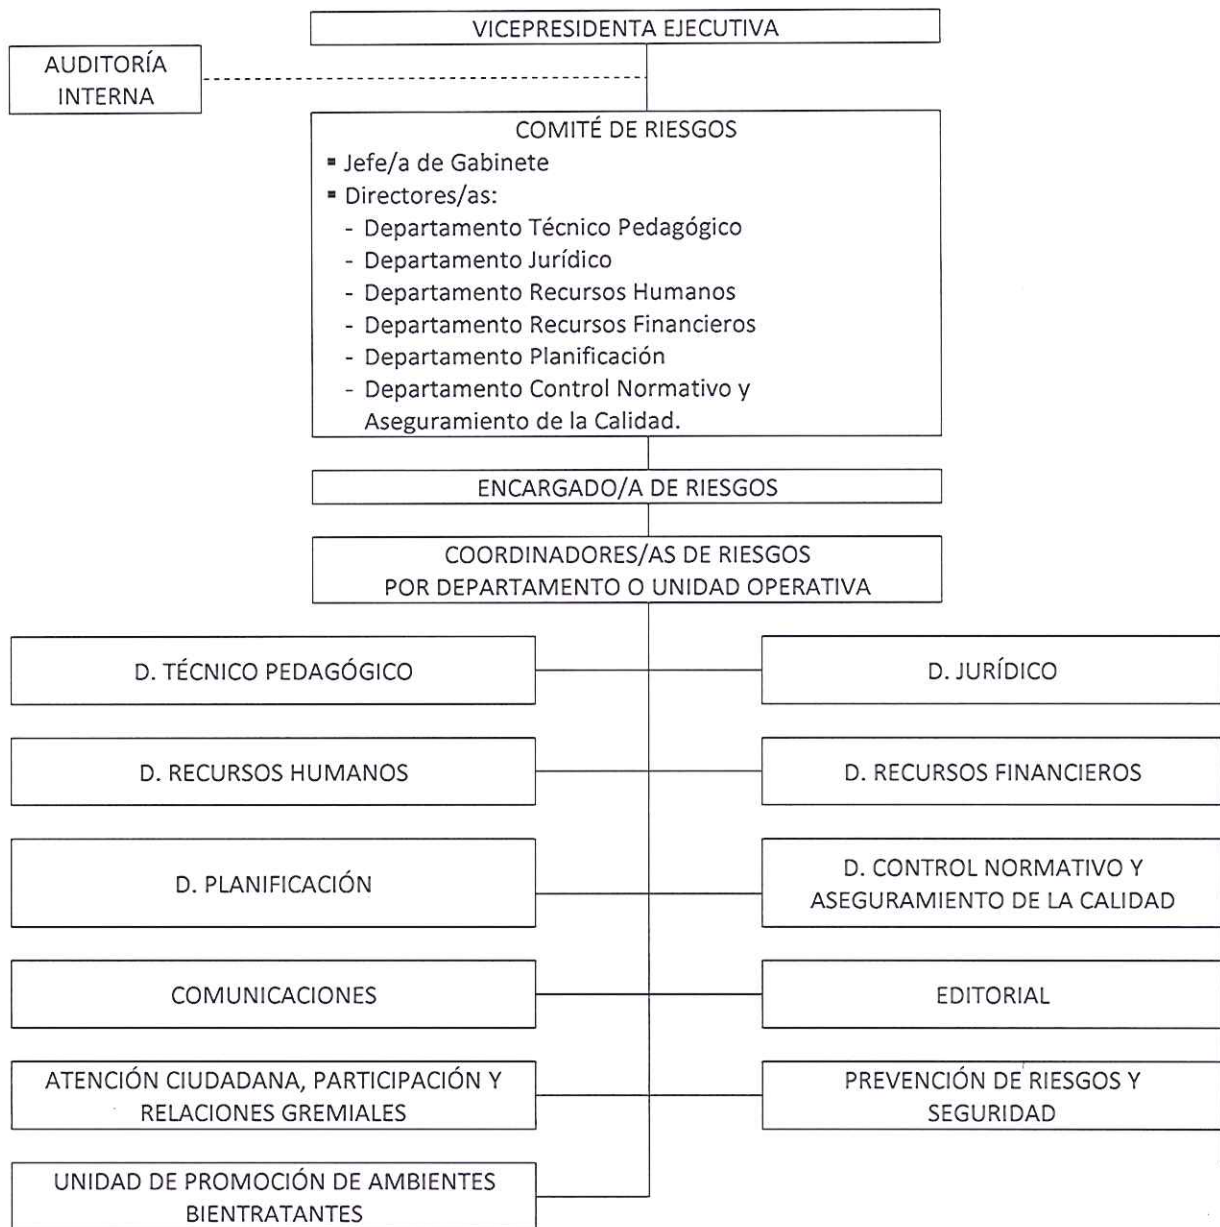 VICEPRESIDENTA EJECUTIVA
AUDITORÍA
INTERNA
COMITÉ DE RIESGOS
▪ Jefe/a de Gabinete
▪ Directores/as:
- Departamento Técnico Pedagógico
- Departamento Jurídico
- Departamento Recursos Humanos
- Departamento Recursos Financieros
- Departamento Planificación
- Departamento Control Normativo y
Aseguramiento de la Calidad.
ENCARGADO/A DE RIESGOS
COORDINADORES/AS DE RIESGOS
POR DEPARTAMENTO O UNIDAD OPERATIVA
D. TÉCNICO PEDAGÓGICO
D. JURÍDICO
D. RECURSOS HUMANOS
D. RECURSOS FINANCIEROS
D. PLANIFICACIÓN
D. CONTROL NORMATIVO Y
ASEGURAMIENTO DE LA CALIDAD
COMUNICACIONES
EDITORIAL
ATENCIÓN CIUDADANA, PARTICIPACIÓN Y
RELACIONES GREMIALES
PREVENCIÓN DE RIESGOS Y
SEGURIDAD
UNIDAD DE PROMOCIÓN DE AMBIENTES
BIENTRATANTES